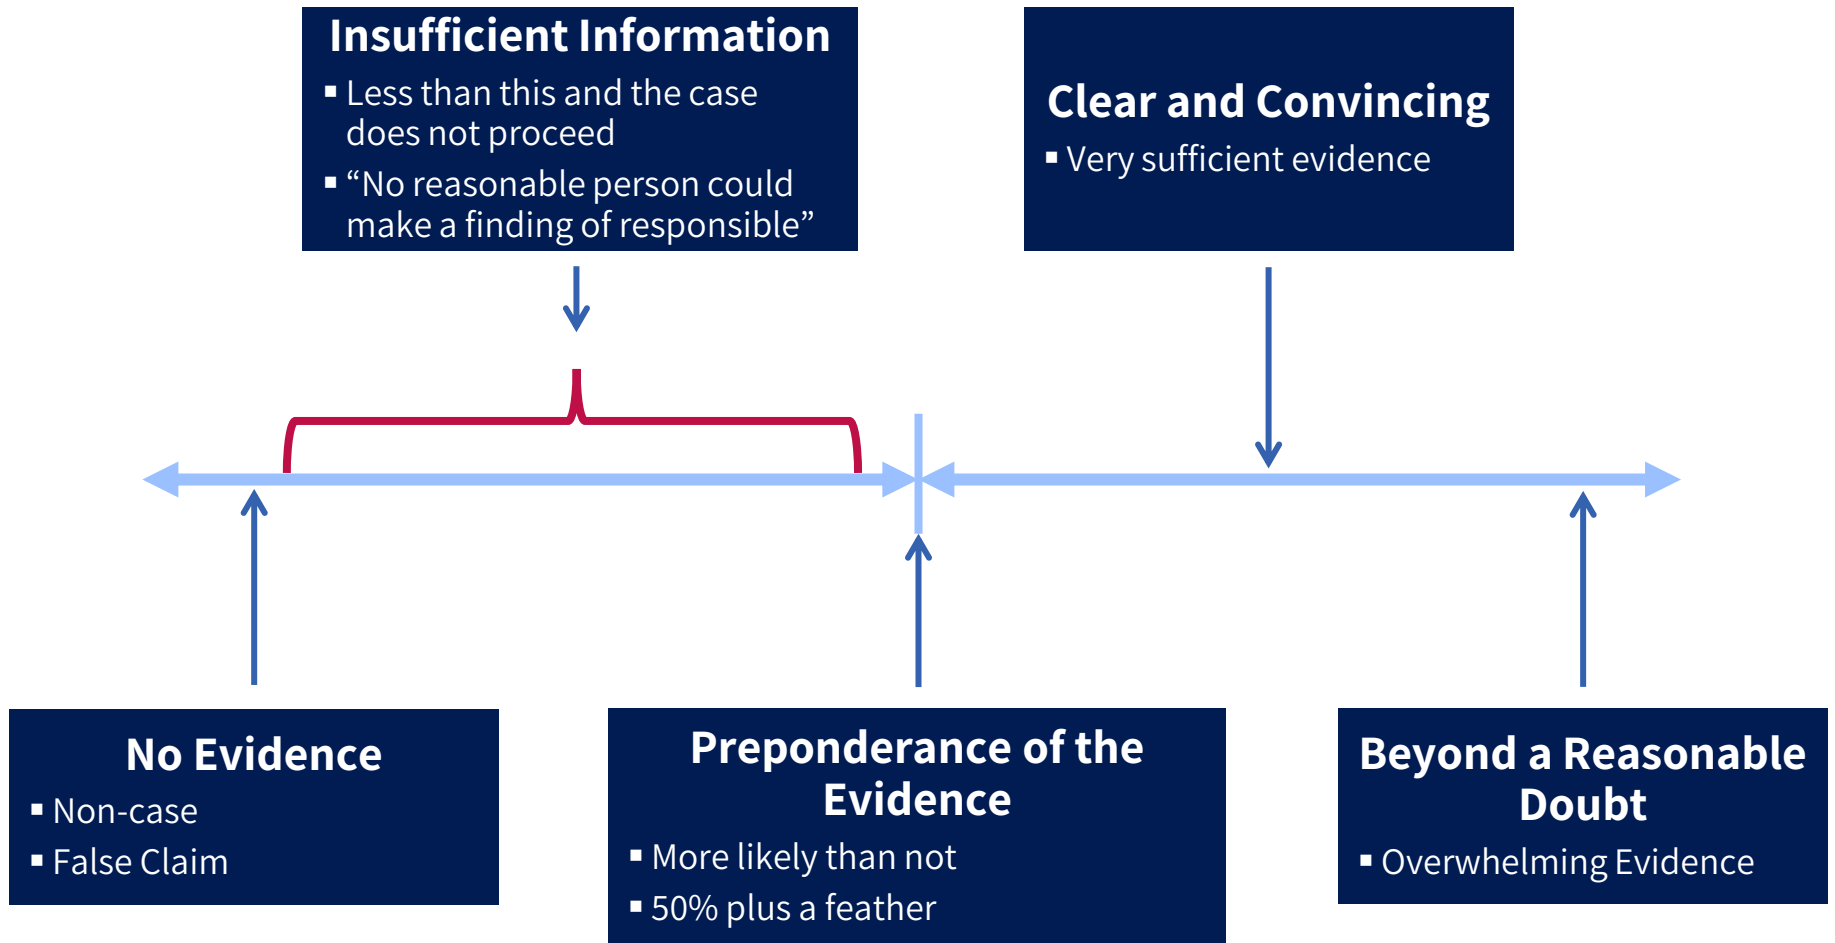 Insufficient Information
▪ Less than this and the case
does not proceed
▪ “No reasonable person could
make a finding of responsible”
Clear and Convincing
▪ Very sufficient evidence
No Evidence
▪ Non-case
▪ False Claim
Preponderance of the
Evidence
▪ More likely than not
▪ 50% plus a feather
Beyond a Reasonable
Doubt
▪ Overwhelming Evidence